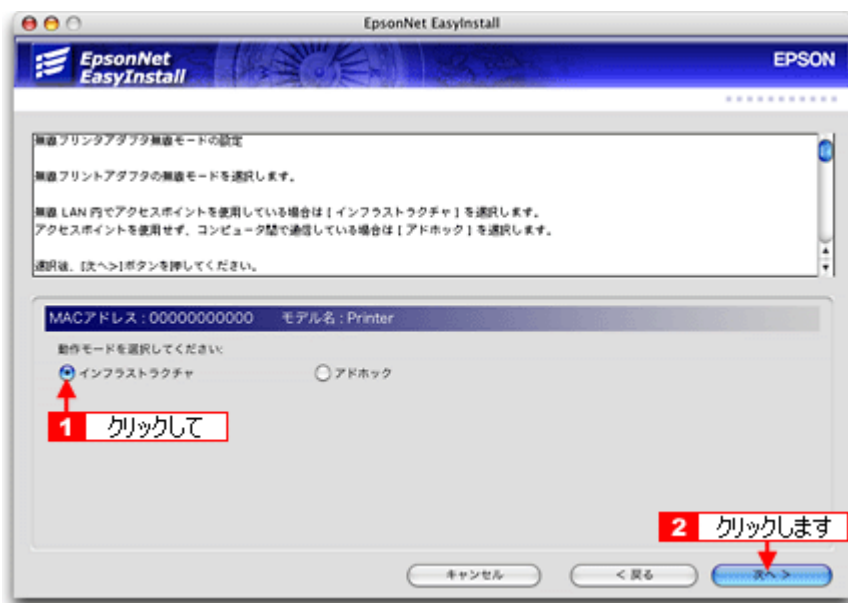 EpsonNet EasyInstall
EpsonNet
EasyInstall
EPSON
無線プリンタアダプタ無線モードの設定
無線プリントアダプタの無線モードを選択します。
無線 LAN 内でアクセスポイントを使用している場合は [インフラストラクチャ] を選択します。
アクセスポイントを使用せず、コンピュータ間で通信している場合は [アドホック] を選択します。
選択後、[次へ>]ボタンを押してください。
MACアドレス : 00000000000 モデル名 : Printer
動作モードを選択してください:
インフラストラクチャ アドホック
1 クリックして
2 クリックします
キャンセル < 戻る 次へ >